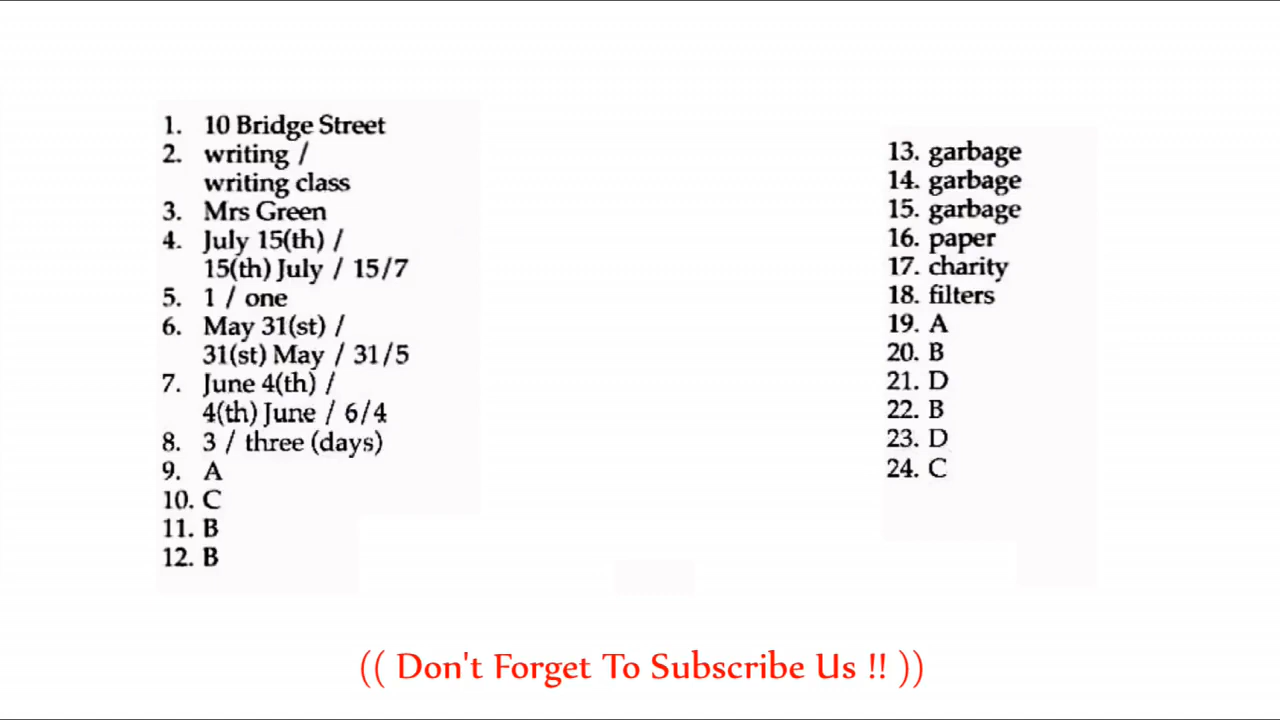 1. 10 Bridge Street
2. writing /
writing class
3. Mrs Green
4. July 15(th) /
15(th) July / 15/7
5. 1 / one
6. May 31(st) /
31(st) May / 31/5
7. June 4(th) /
4(th) June / 6/4
8. 3 / three (days)
9. A
10. C
11. B
12. B
13. garbage
14. garbage
15. garbage
16. paper
17. charity
18. filters
19. A
20. B
21. D
22. B
23. D
24. C
(( Don't Forget To Subscribe Us !! ))